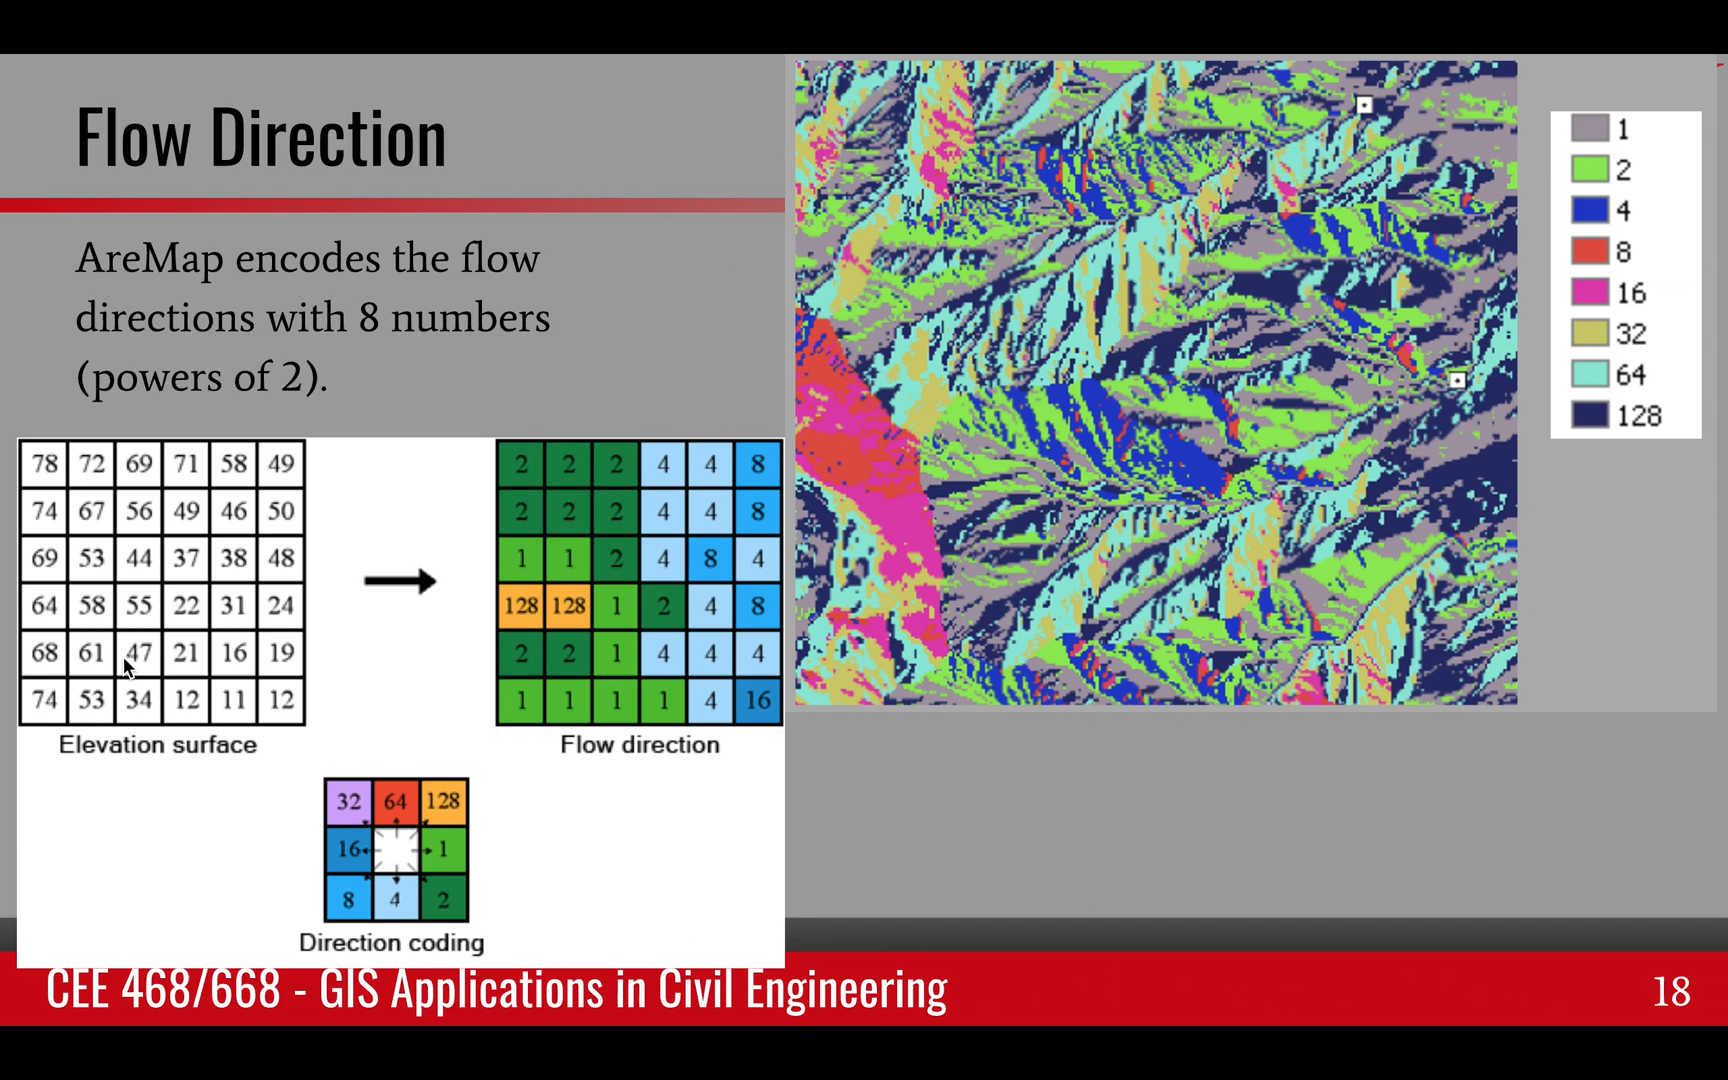 Flow Direction
AreMap encodes the flow
directions with 8 numbers
(powers of 2).
78 72 69 71 58 49
74 67 56 49 46 50
69 53 44 37 38 48
64 58 55 22 31 24
68 61 47 21 16 19
74 53 34 12 11 12
Elevation surface
2 2 2 4 4 8
2 2 2 4 4 8
1 1 2 4 8 4
128 128 1 2 4 8
2 2 1 4 4 4
1 1 1 1 4 16
Flow direction
32 64 128
16 1
8 4 2
Direction coding
1
2
4
8
16
32
64
128
CEE 468/668 - GIS Applications in Civil Engineering
18